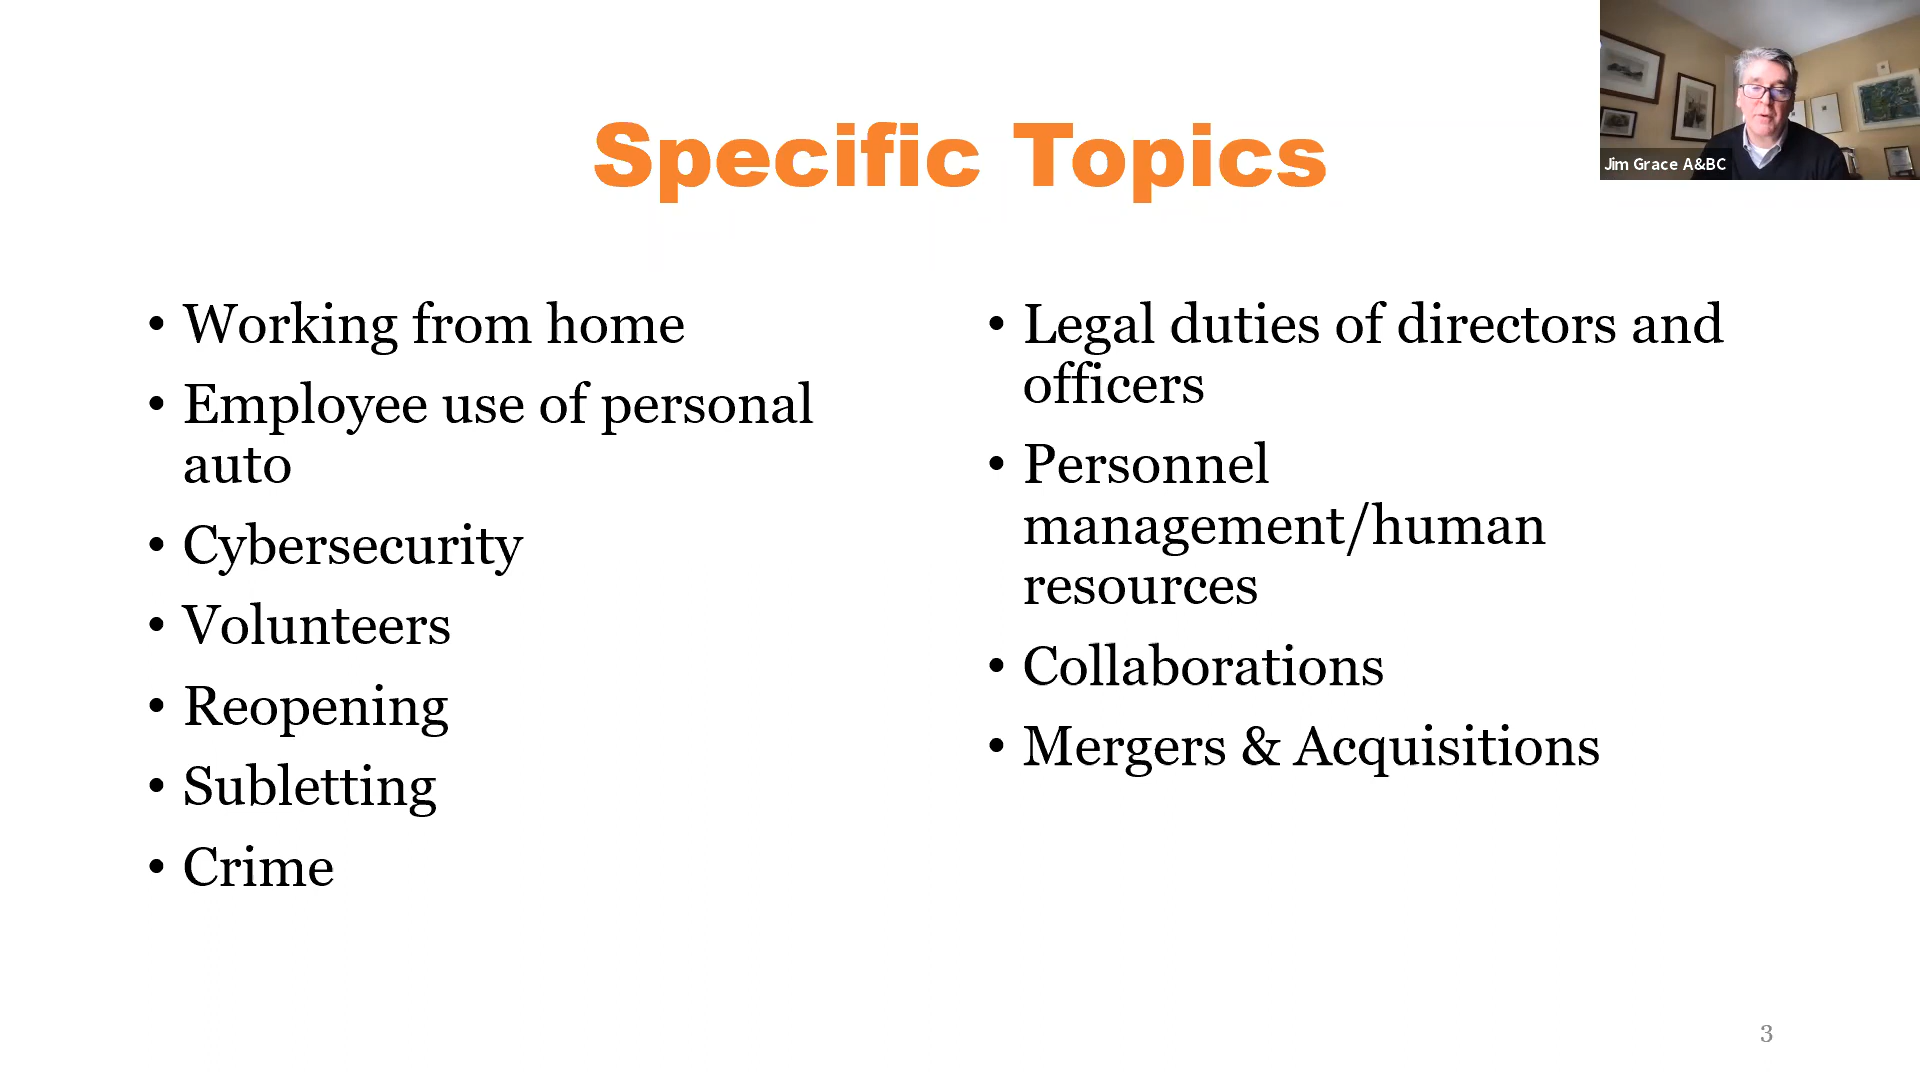 Specific Topics
Jim Grace A&BC
• Working from home
• Employee use of personal
auto
• Cybersecurity
• Volunteers
• Reopening
• Subletting
• Crime
• Legal duties of directors and
officers
• Personnel
management/human
resources
• Collaborations
• Mergers & Acquisitions
3